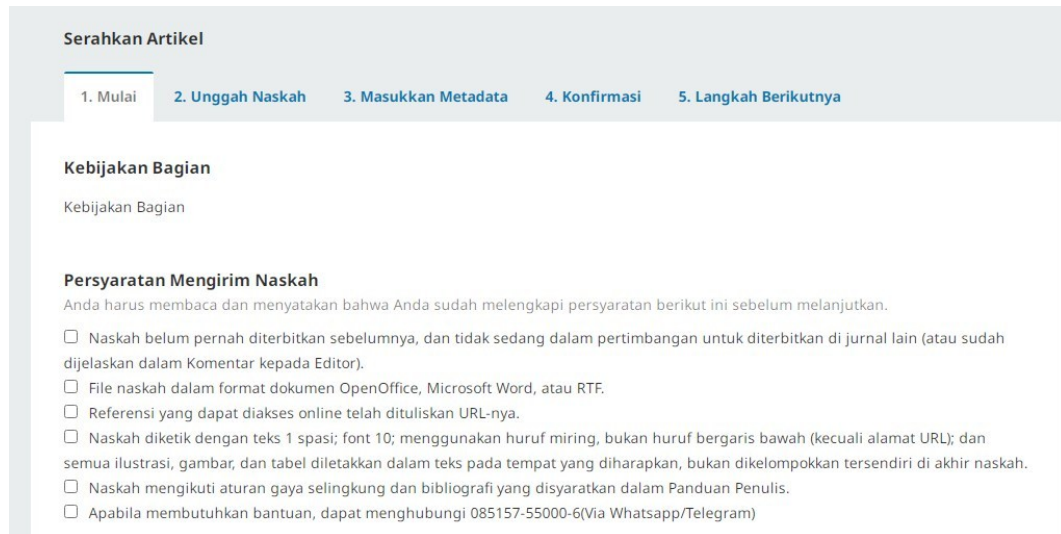 Serahkan Artikel
1. Mulai 2. Unggah Naskah 3. Masukkan Metadata 4. Konfirmasi 5. Langkah Berikutnya
Kebijakan Bagian
Kebijakan Bagian
Persyaratan Mengirim Naskah
Anda harus membaca dan menyatakan bahwa Anda sudah melengkapi persyaratan berikut ini sebelum melanjutkan.
Naskah belum pernah diterbitkan sebelumnya, dan tidak sedang dalam pertimbangan untuk diterbitkan di jurnal lain (atau sudah
dijelaskan dalam Komentar kepada Editor).
File naskah dalam format dokumen OpenOffice, Microsoft Word, atau RTF.
Referensi yang dapat diakses online telah dituliskan URL-nya.
Naskah diketik dengan teks 1 spasi; font 10; menggunakan huruf miring, bukan huruf bergaris bawah (kecuali alamat URL); dan
semua ilustrasi, gambar, dan tabel diletakkan dalam teks pada tempat yang diharapkan, bukan dikelompokkan tersendiri di akhir naskah.
Naskah mengikuti aturan gaya selingkung dan bibliografi yang disyaratkan dalam Panduan Penulis.
Apabila membutuhkan bantuan, dapat menghubungi 085157-55000-6(Via Whatsapp/Telegram)